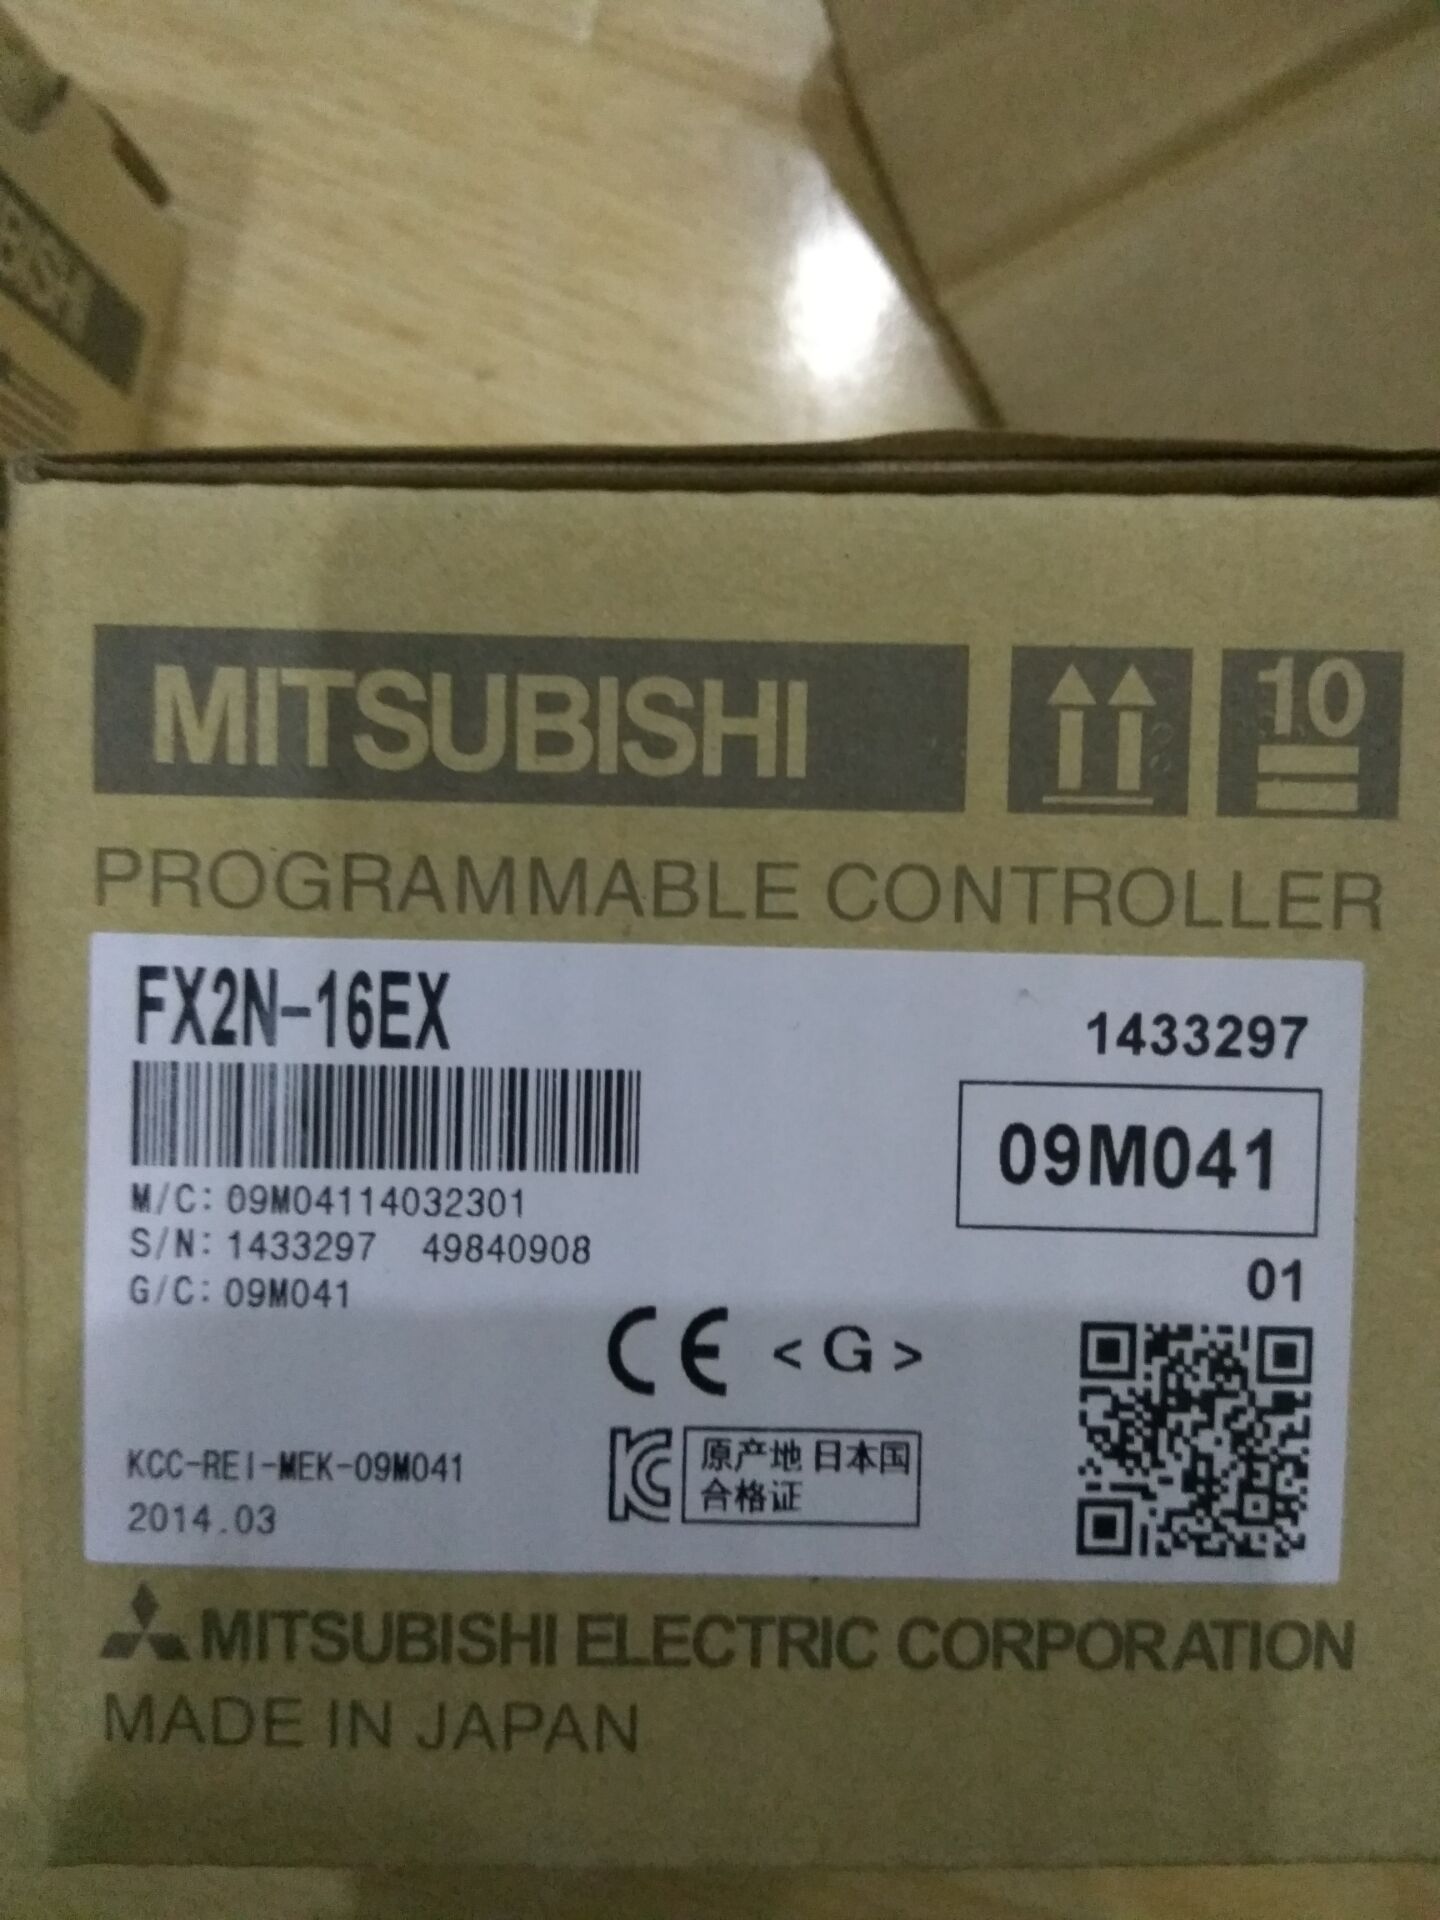 MITSUBISHI
10
PROGRAMMABLE CONTROLLER
FX2N-16EX
1433297
09M041
M/C: 09M04114032301
S/N: 1433297 49840908
G/C: 09M041
01
CE <G>
KCC-REI-MEK-09M041
2014.03
KC
原产地 日本国
合格证
MITSUBISHI ELECTRIC CORPORATION
MADE IN JAPAN